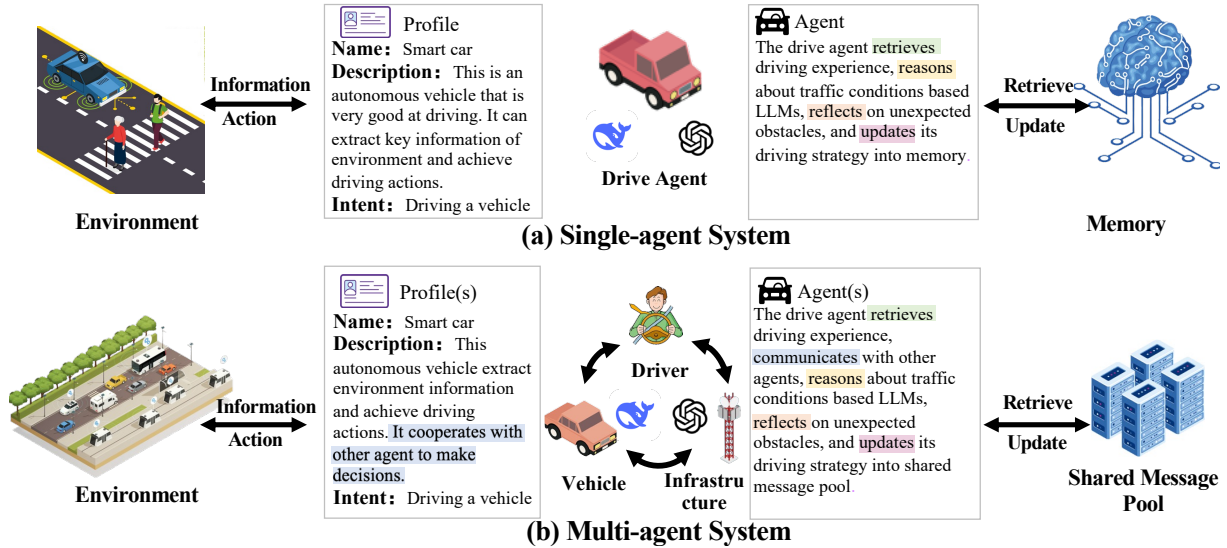 Profile
Name: Smart car
Description: This is an
autonomous vehicle that is
very good at driving. It can
extract key information of
environment and achieve
driving actions.
Intent: Driving a vehicle
Information
Action
Environment
Drive Agent
Agent
The drive agent retrieves
driving experience, reasons
about traffic conditions based
LLMs, reflects on unexpected
obstacles, and updates its
driving strategy into memory.
Retrieve
Update
Memory
(a) Single-agent System
Profile(s)
Name: Smart car
Description: This
autonomous vehicle extract
environment information
and achieve driving
actions. It cooperates with
other agent to make
decisions.
Intent: Driving a vehicle
Information
Action
Environment
Driver
Vehicle
Infrastru
cture
Agent(s)
The drive agent retrieves
driving experience,
communicates with other
agents, reasons about traffic
conditions based LLMs,
reflects on unexpected
obstacles, and updates its
driving strategy into shared
message pool.
Retrieve
Update
Shared Message
Pool
(b) Multi-agent System